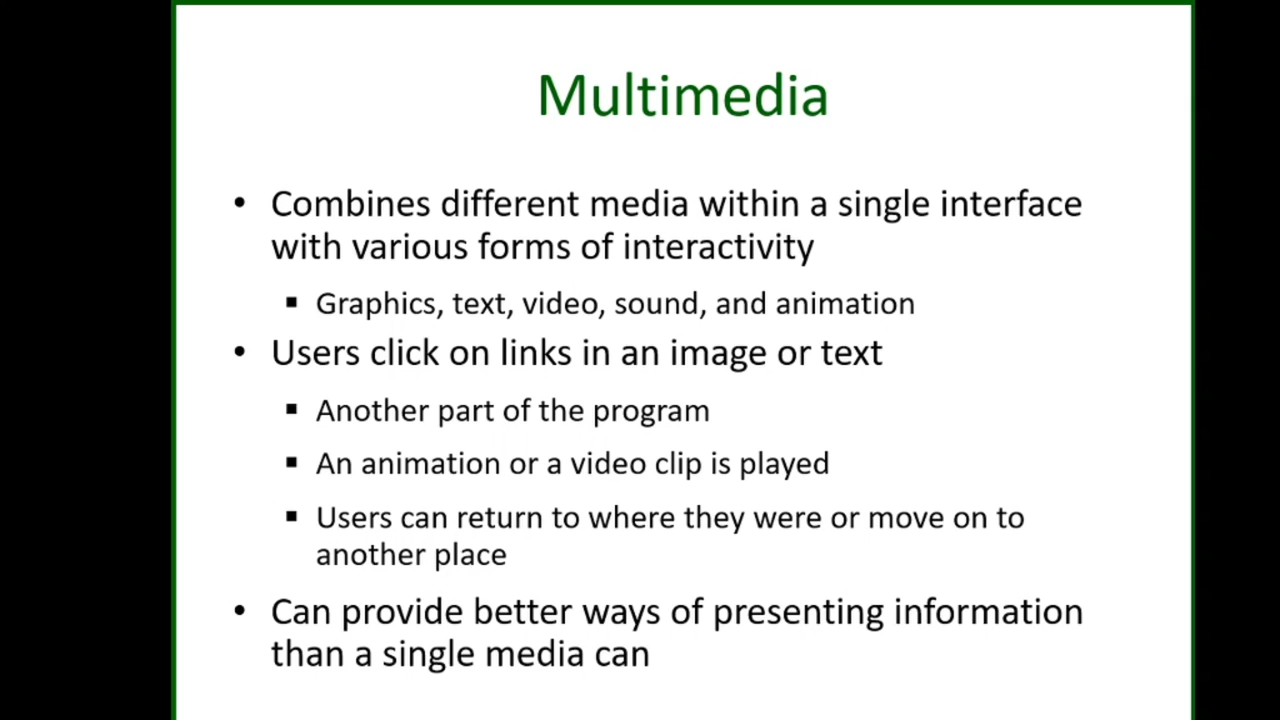 Multimedia
• Combines different media within a single interface
with various forms of interactivity
▪ Graphics, text, video, sound, and animation
• Users click on links in an image or text
▪ Another part of the program
▪ An animation or a video clip is played
▪ Users can return to where they were or move on to
another place
• Can provide better ways of presenting information
than a single media can